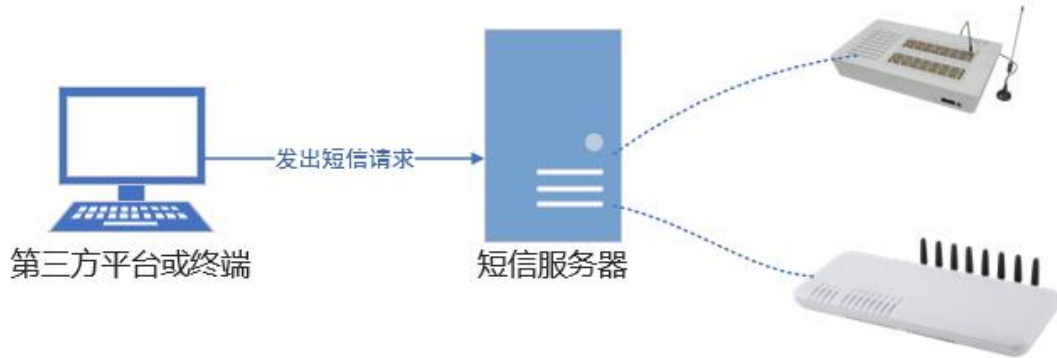 发出短信请求
第三方平台或终端
短信服务器